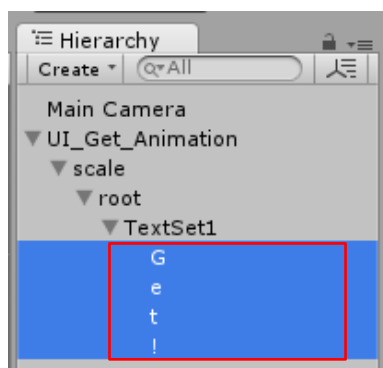 Hierarchy
Create All
Main Camera
UI_Get_Animation
scale
root
TextSet1
G
e
t
!